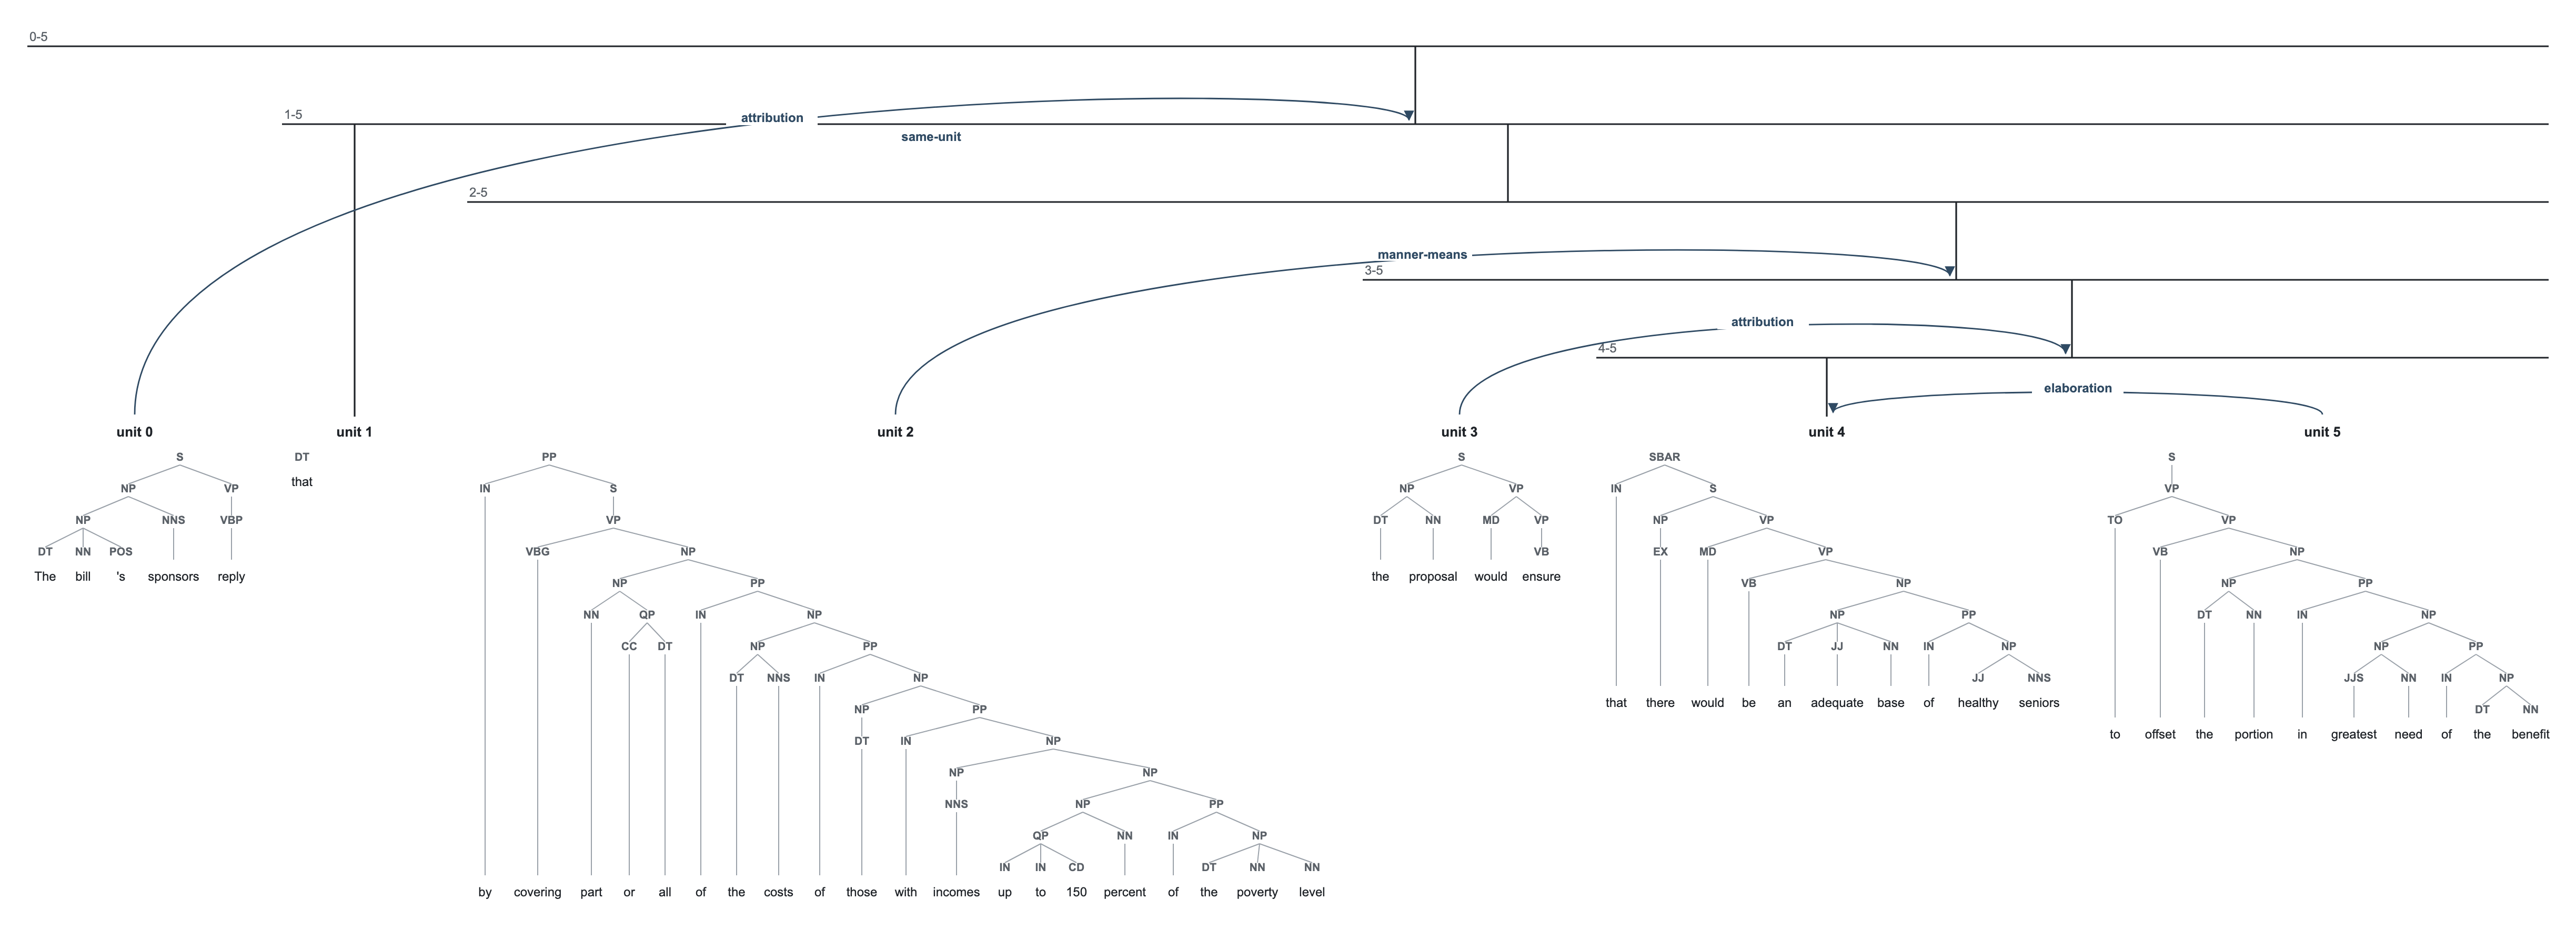 0-5
1-5
attribution
same-unit
2-5
manner-means
3-5
attribution
4-5
elaboration
unit 0 unit 1 unit 2 unit 3 unit 4 unit 5
S DT PP S SBAR S
that
NP VP IN S NP VP IN S VP
NP NNS VBP VP DT NN MD VP NP VP TO VP
DT NN POS VBG NP VB EX MD VP VB NP
The bill 's sponsors reply the proposal would ensure
NP PP VB NP NP PP
NN QP IN NP NP PP DT NN IN NP
CC DT NP PP DT JJ NN IN NP NP PP
DT NNS IN NP JJ NNS JJS NN IN NP
that there would be an adequate base of healthy seniors
NP PP DT NN
to offset the portion in greatest need of the benefit
DT IN NP
NP NP
NNS NP PP
QP NN IN NP
IN IN CD DT NN NN
by covering part or all of the costs of those with incomes up to 150 percent of the poverty level